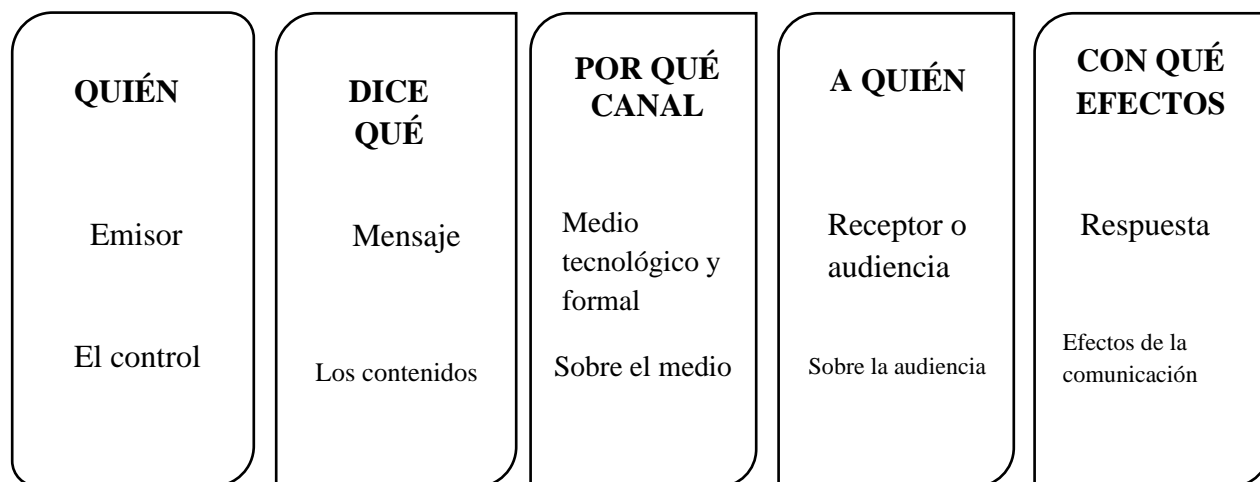 QUIÉN
Emisor
El control
DICE
QUÉ
Mensaje
Los contenidos
POR QUÉ
CANAL
Medio
tecnológico y
formal
Sobre el medio
A QUIÉN
Receptor o
audiencia
Sobre la audiencia
CON QUÉ
EFECTOS
Respuesta
Efectos de la
comunicación